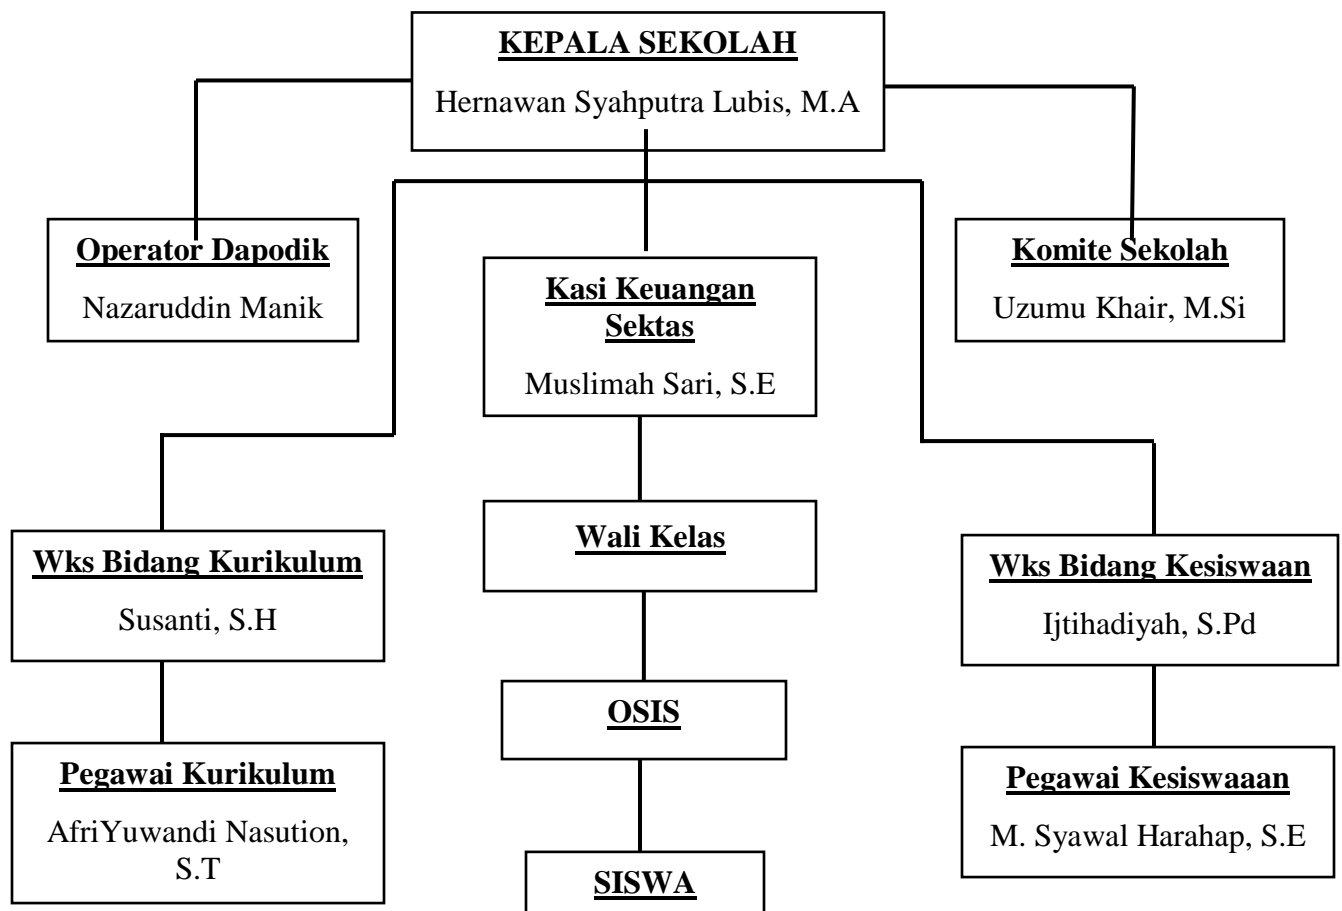 KEPALA SEKOLAH
Hernawan Syahputra Lubis, M.A
Operator Dapodik
Nazaruddin Manik
Kasi Keuangan
Sektas
Muslimah Sari, S.E
Komite Sekolah
Uzumu Khair, M.Si
Wks Bidang Kurikulum
Susanti, S.H
Wali Kelas
Wks Bidang Kesiswaan
Ijtihadiyah, S.Pd
OSIS
Pegawai Kurikulum
AfriYuwandi Nasution,
S.T
Pegawai Kesiswaaan
M. Syawal Harahap, S.E
SISWA